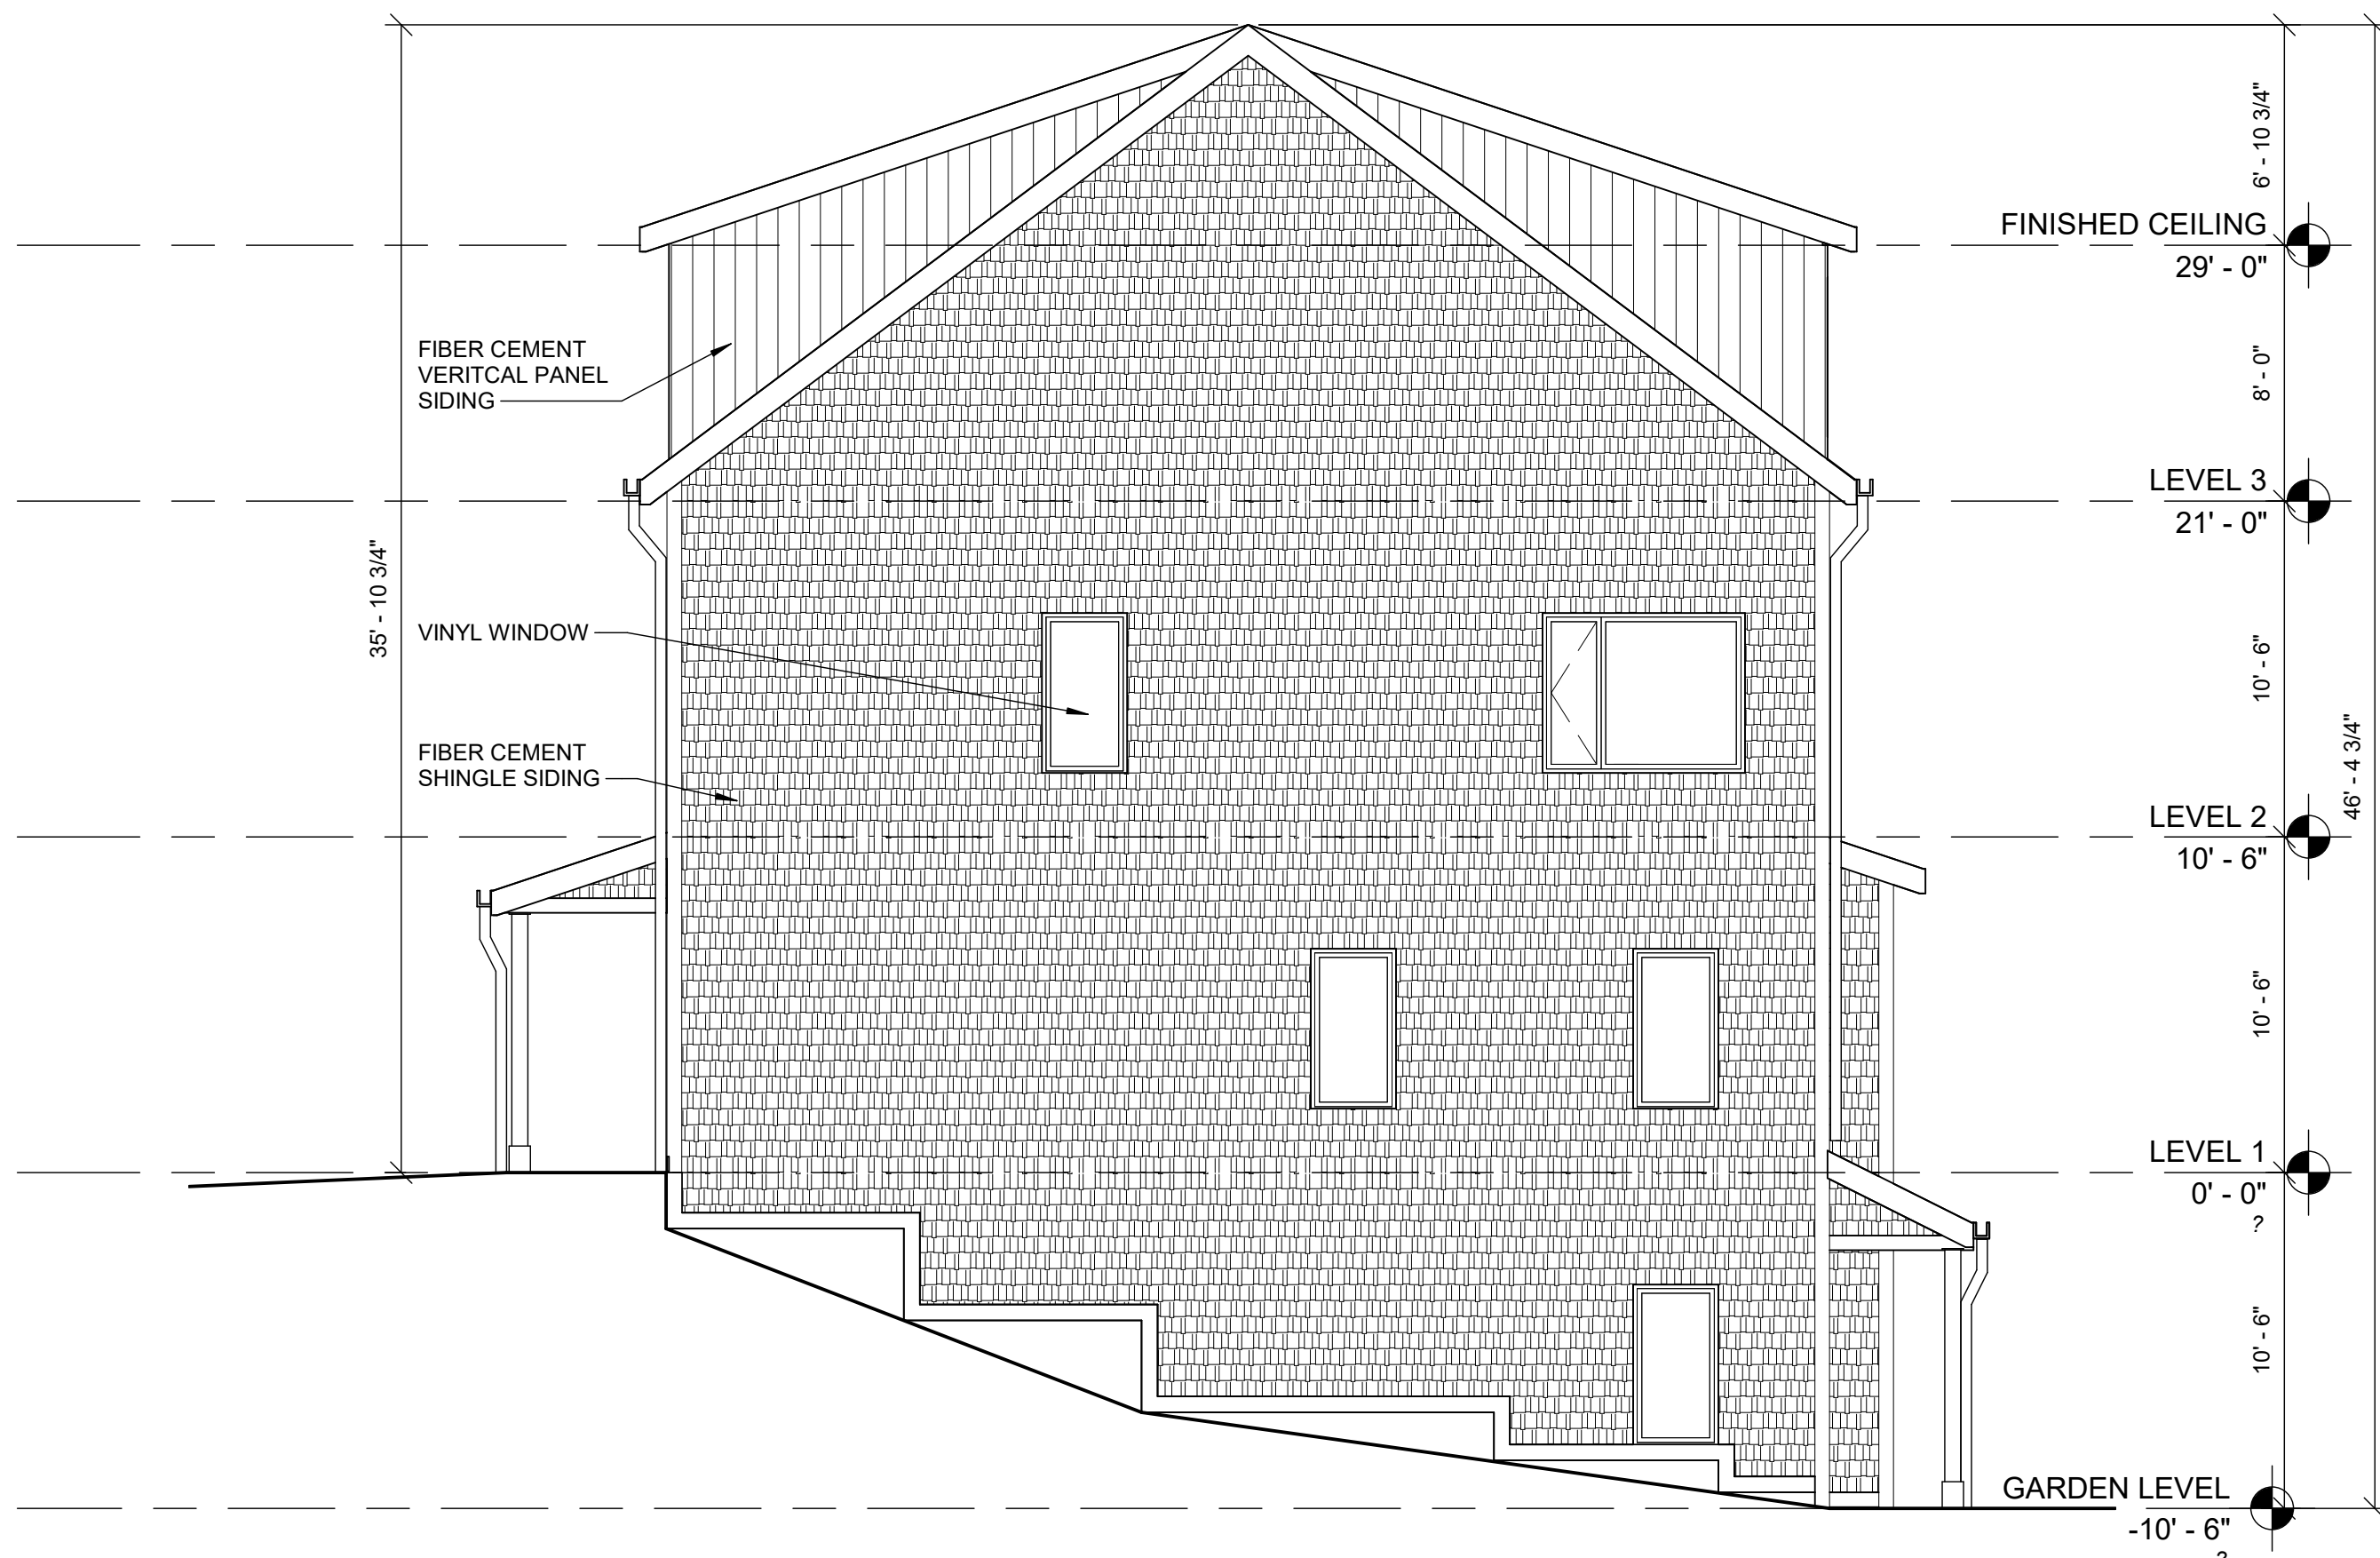 6' - 10 3/4"
FINISHED CEILING
29' - 0"
FIBER CEMENT
VERITCAL PANEL
SIDING
8' - 0"
LEVEL 3
21' - 0"
35' - 10 3/4"
VINYL WINDOW
10' - 6"
46' - 4 3/4"
FIBER CEMENT
SHINGLE SIDING
LEVEL 2
10' - 6"
10' - 6"
LEVEL 1
0' - 0"
?
10' - 6"
GARDEN LEVEL
-10' - 6"
?